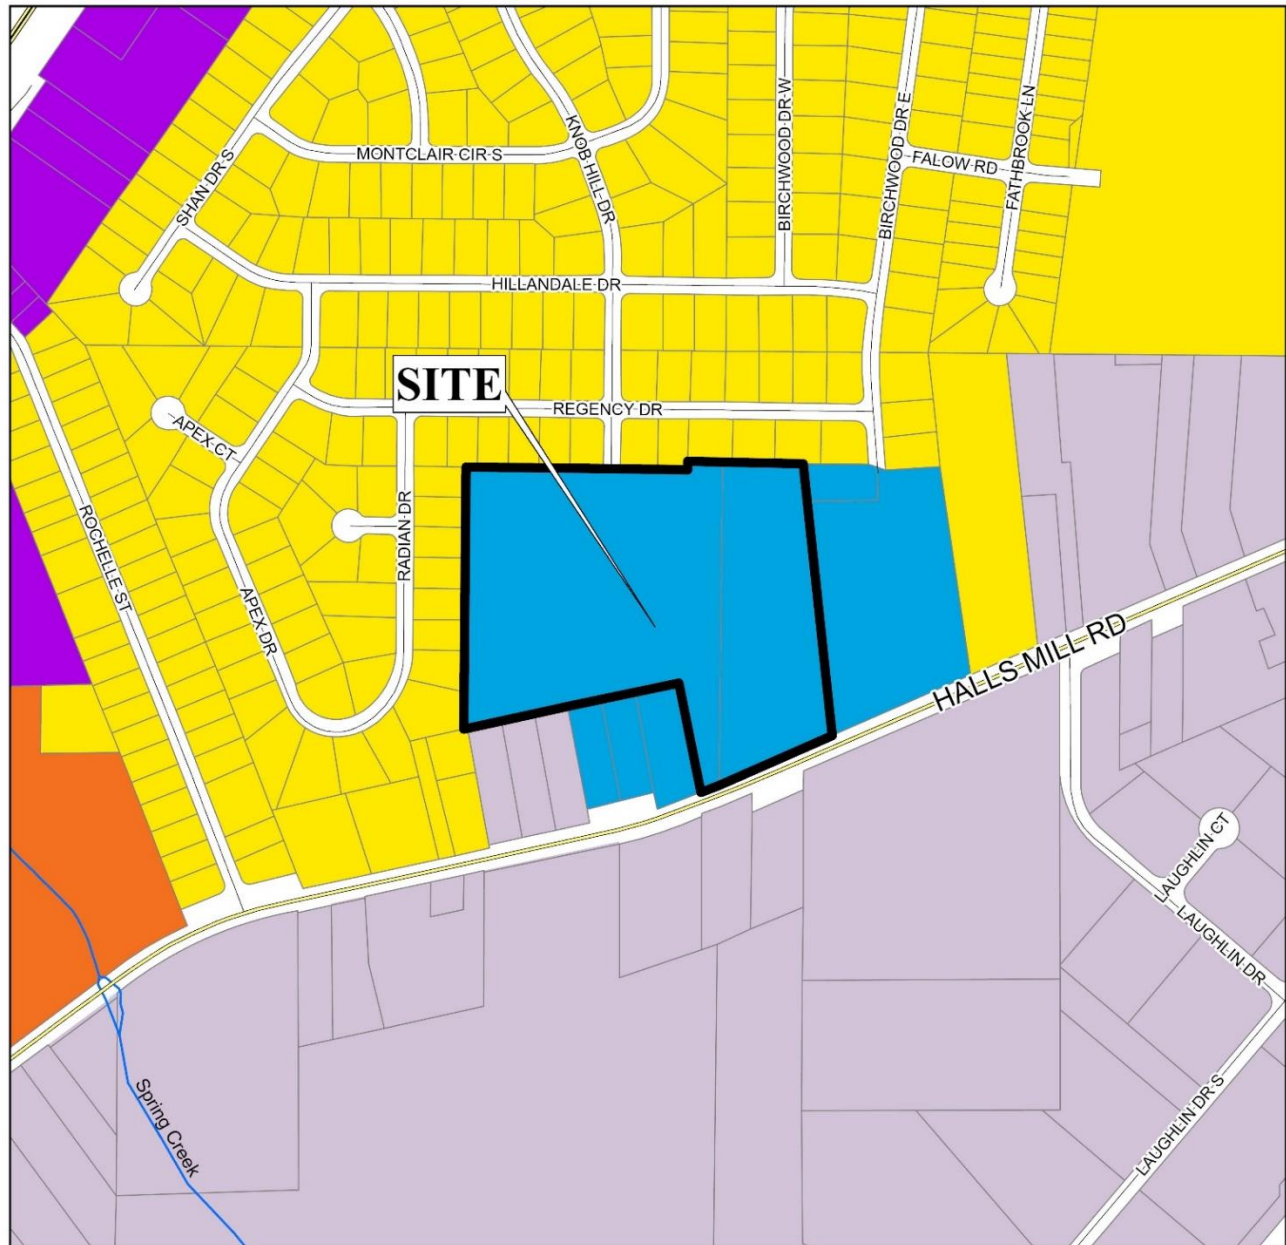 MONTCLAIR CIR S
KNOB HILL DR
BIRCHWOOD DR W
BIRCHWOOD DR E
FALOW RD
FATHBROOK LN
SHAN DR S
HILLANDALE DR
SITE
REGENCY DR
APEX CT
RADIAN DR
ROCHELLE ST
APEX DR
HALLS MILL RD
LAUGHLIN CT
LAUGHLIN DR
LAUGHLIN DR S
Spring Creek